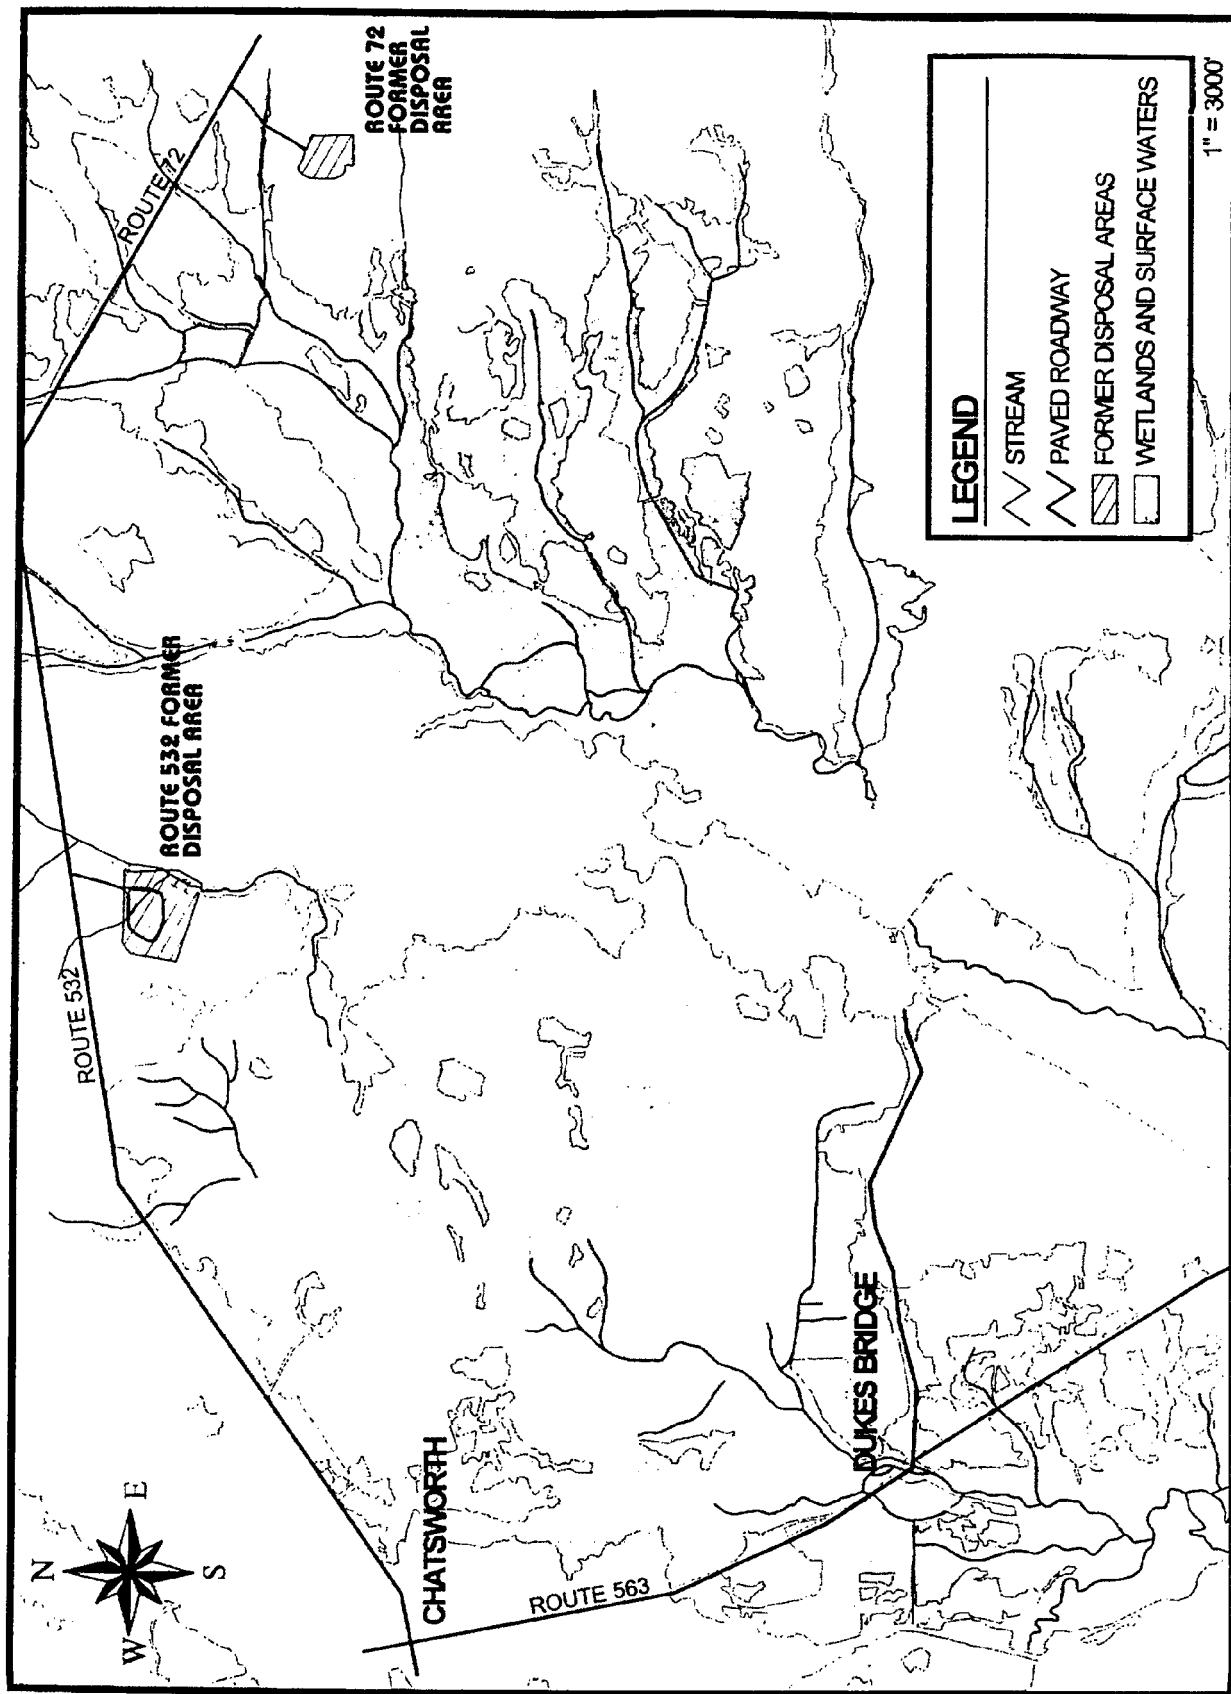 N
W
E
S
ROUTE 532
ROUTE 532 FORMER
DISPOSAL AREA
ROUTE 72
ROUTE 72
FORMER
DISPOSAL
AREA
CHATSWORTH
ROUTE 563
DUKES BRIDGE
LEGEND
STREAM
PAVED ROADWAY
FORMER DISPOSAL AREAS
WETLANDS AND SURFACE WATERS
1" = 3000'